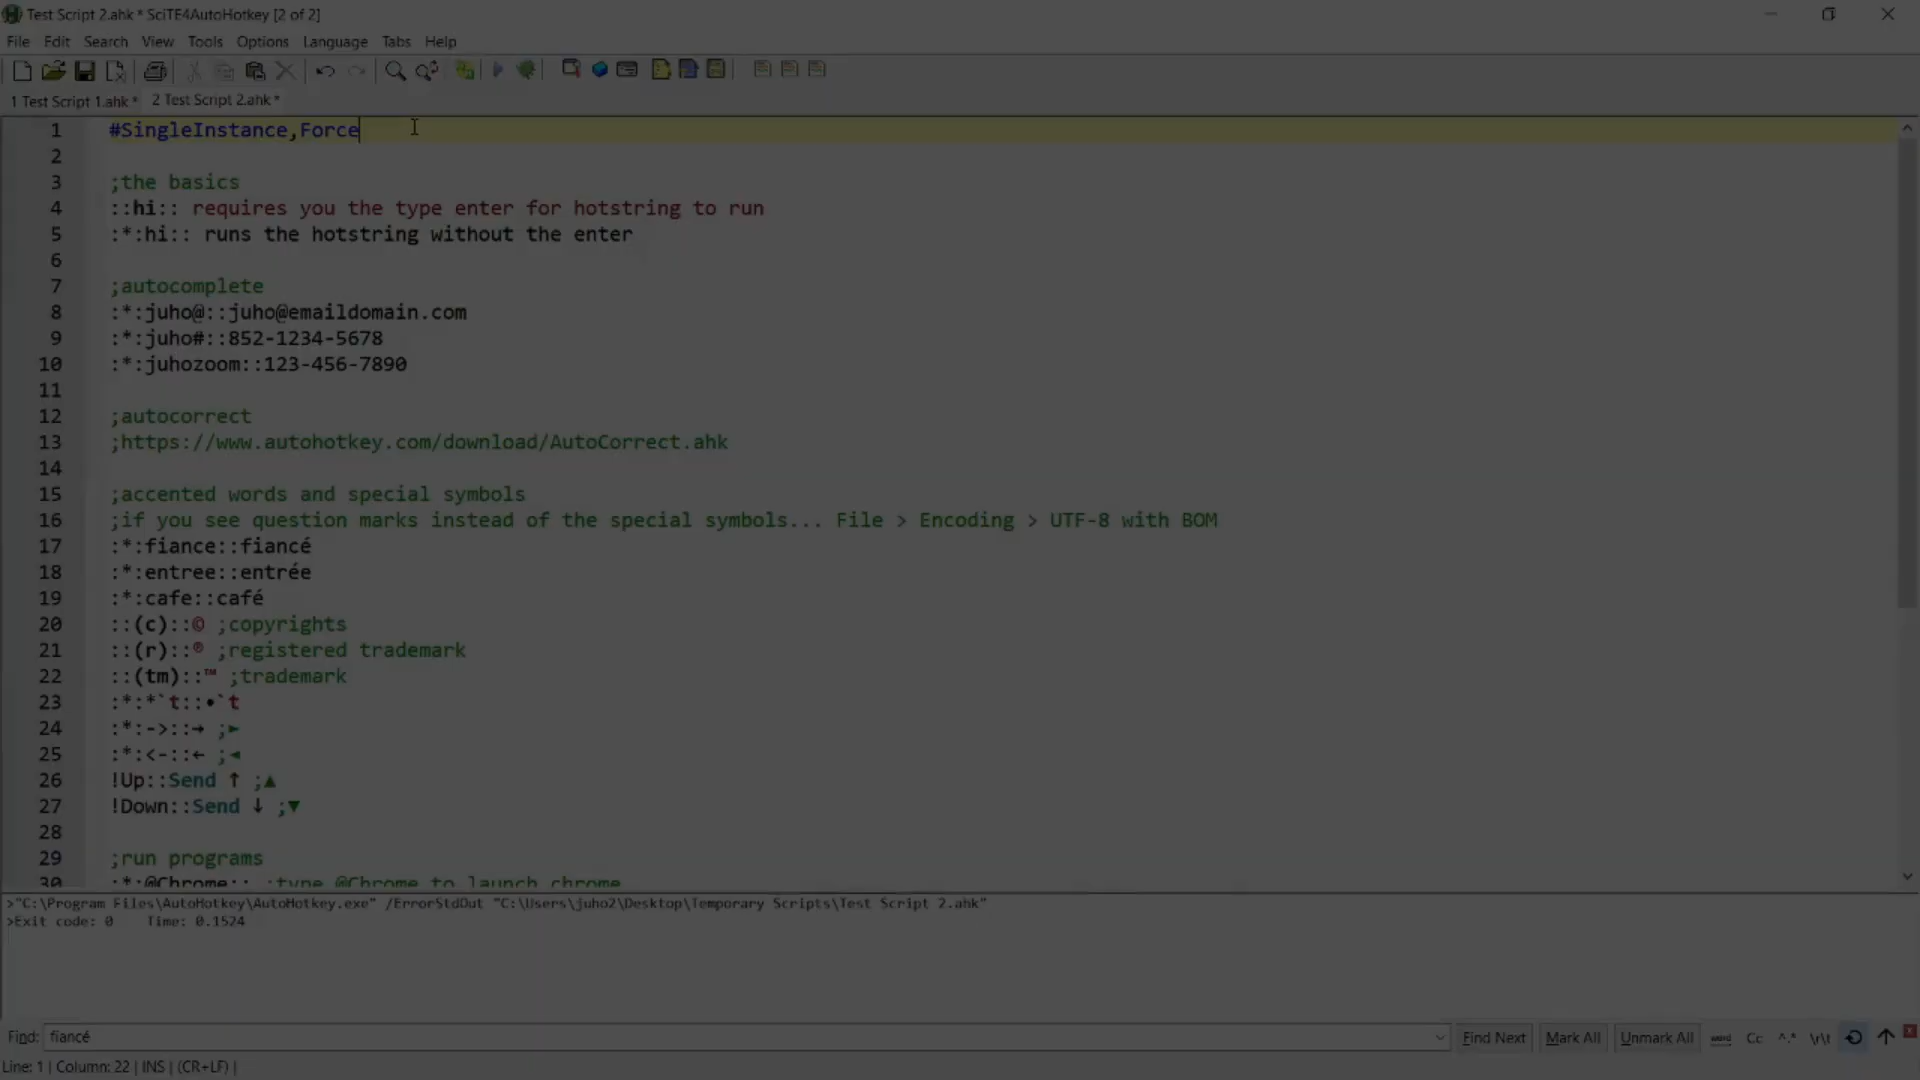 Test Script 2.ahk * SciTE4AutoHotkey [2 of 2]
File Edit Search View Tools Options Language Tabs Help
1 Test Script 1.ahk * 2 Test Script 2.ahk *
1 #SingleInstance,Force
2
3 ;the basics
4 ::hi:: requires you the type enter for hotstring to run
5 :*:hi:: runs the hotstring without the enter
6
7 ;autocomplete
8 :*:juho@::juho@emaildomain.com
9 :*:juho#::852-1234-5678
10 :*:juhozoom::123-456-7890
11
12 ;autocorrect
13 ;https://www.autohotkey.com/download/AutoCorrect.ahk
14
15 ;accented words and special symbols
16 ;if you see question marks instead of the special symbols... File > Encoding > UTF-8 with BOM
17 :*:fiance::fiancé
18 :*:entree::entrée
19 :*:cafe::café
20 ::(c)::© ;copyrights
21 ::(r)::® ;registered trademark
22 ::(tm)::™ ;trademark
23 :*:*`t::•`t
24 :*:->::→ ;►
25 :*:<-::← ;◄
26 !Up::Send ↑ ;▲
27 !Down::Send ↓ ;▼
28
29 ;run programs
30 :*:@Chrome:: ;type @Chrome to launch chrome
>"C:\Program Files\AutoHotkey\AutoHotkey.exe" /ErrorStdOut "C:\Users\juho2\Desktop\Temporary Scripts\Test Script 2.ahk"
>Exit code: 0 Time: 0.1524
Find: fiancé Find Next Mark All Unmark All word Cc ^.* \r\t
Line: 1 | Column: 22 | INS | (CR+LF) |